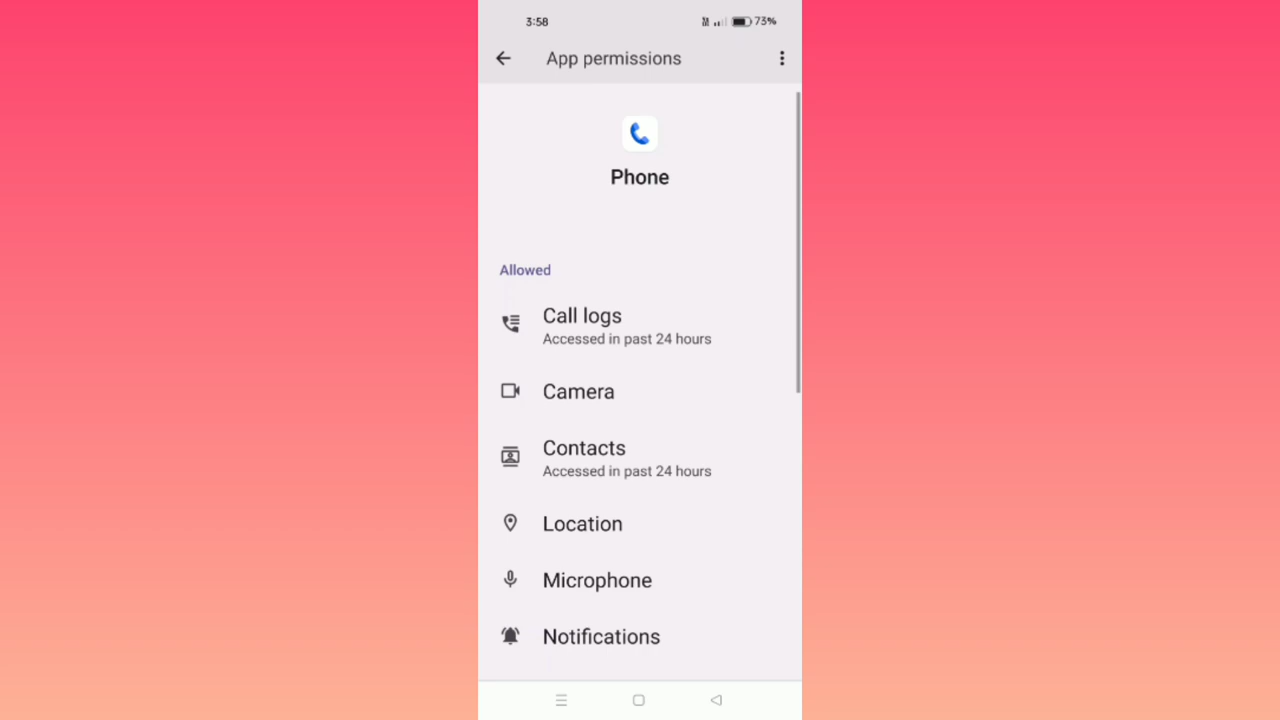 3:58
73%
App permissions
Phone
Allowed
Call logs
Accessed in past 24 hours
Camera
Contacts
Accessed in past 24 hours
Location
Microphone
Notifications